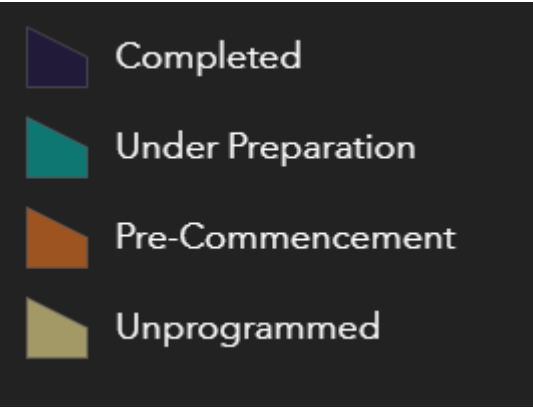 Completed
Under Preparation
Pre-Commencement
Unprogrammed